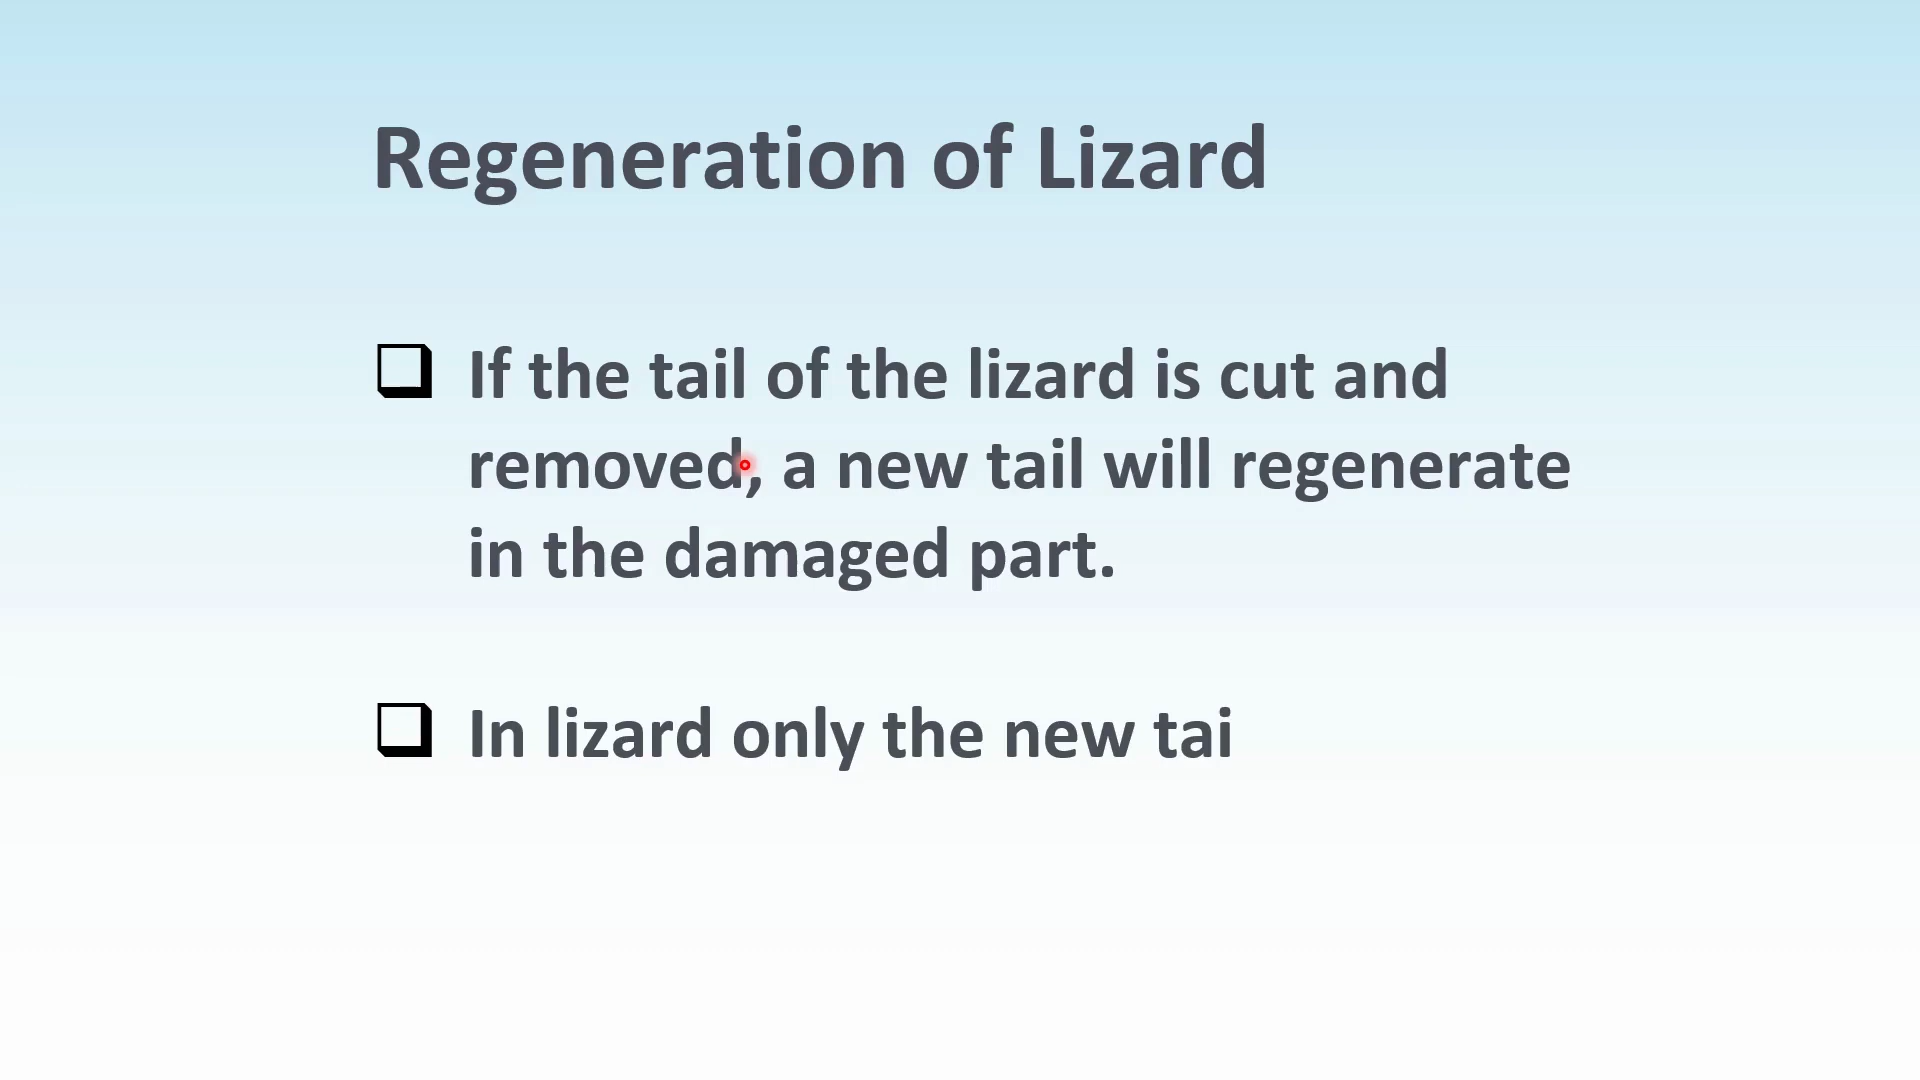 Regeneration of Lizard
If the tail of the lizard is cut and
removed, a new tail will regenerate
in the damaged part.
In lizard only the new tai